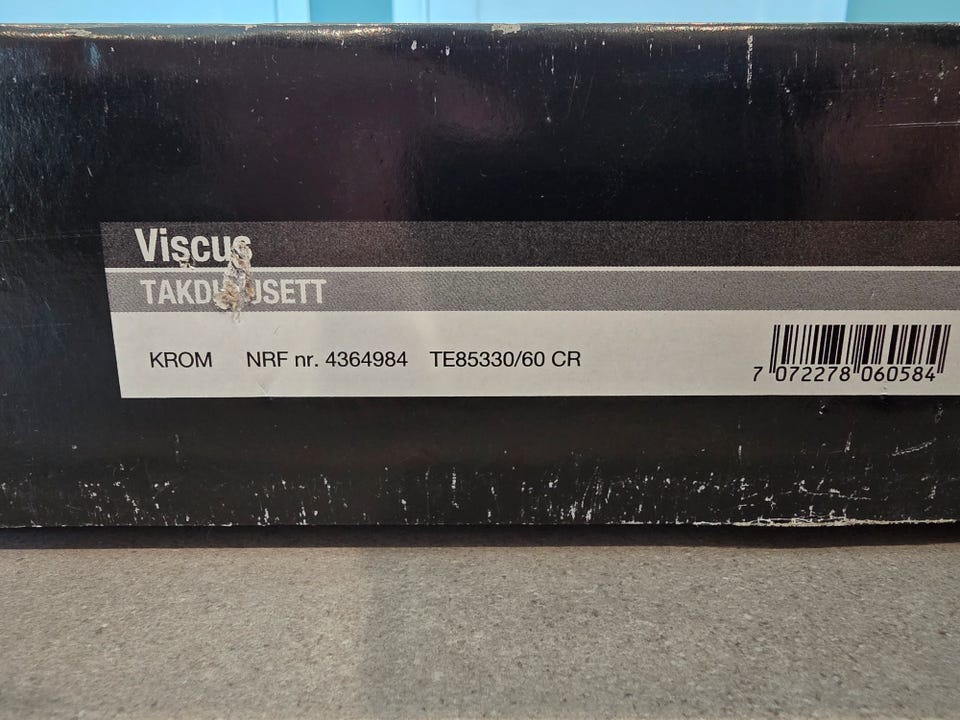 Viscus
KROM NRF nr. 4364984 TE85330/60 CR
7 072278 060584